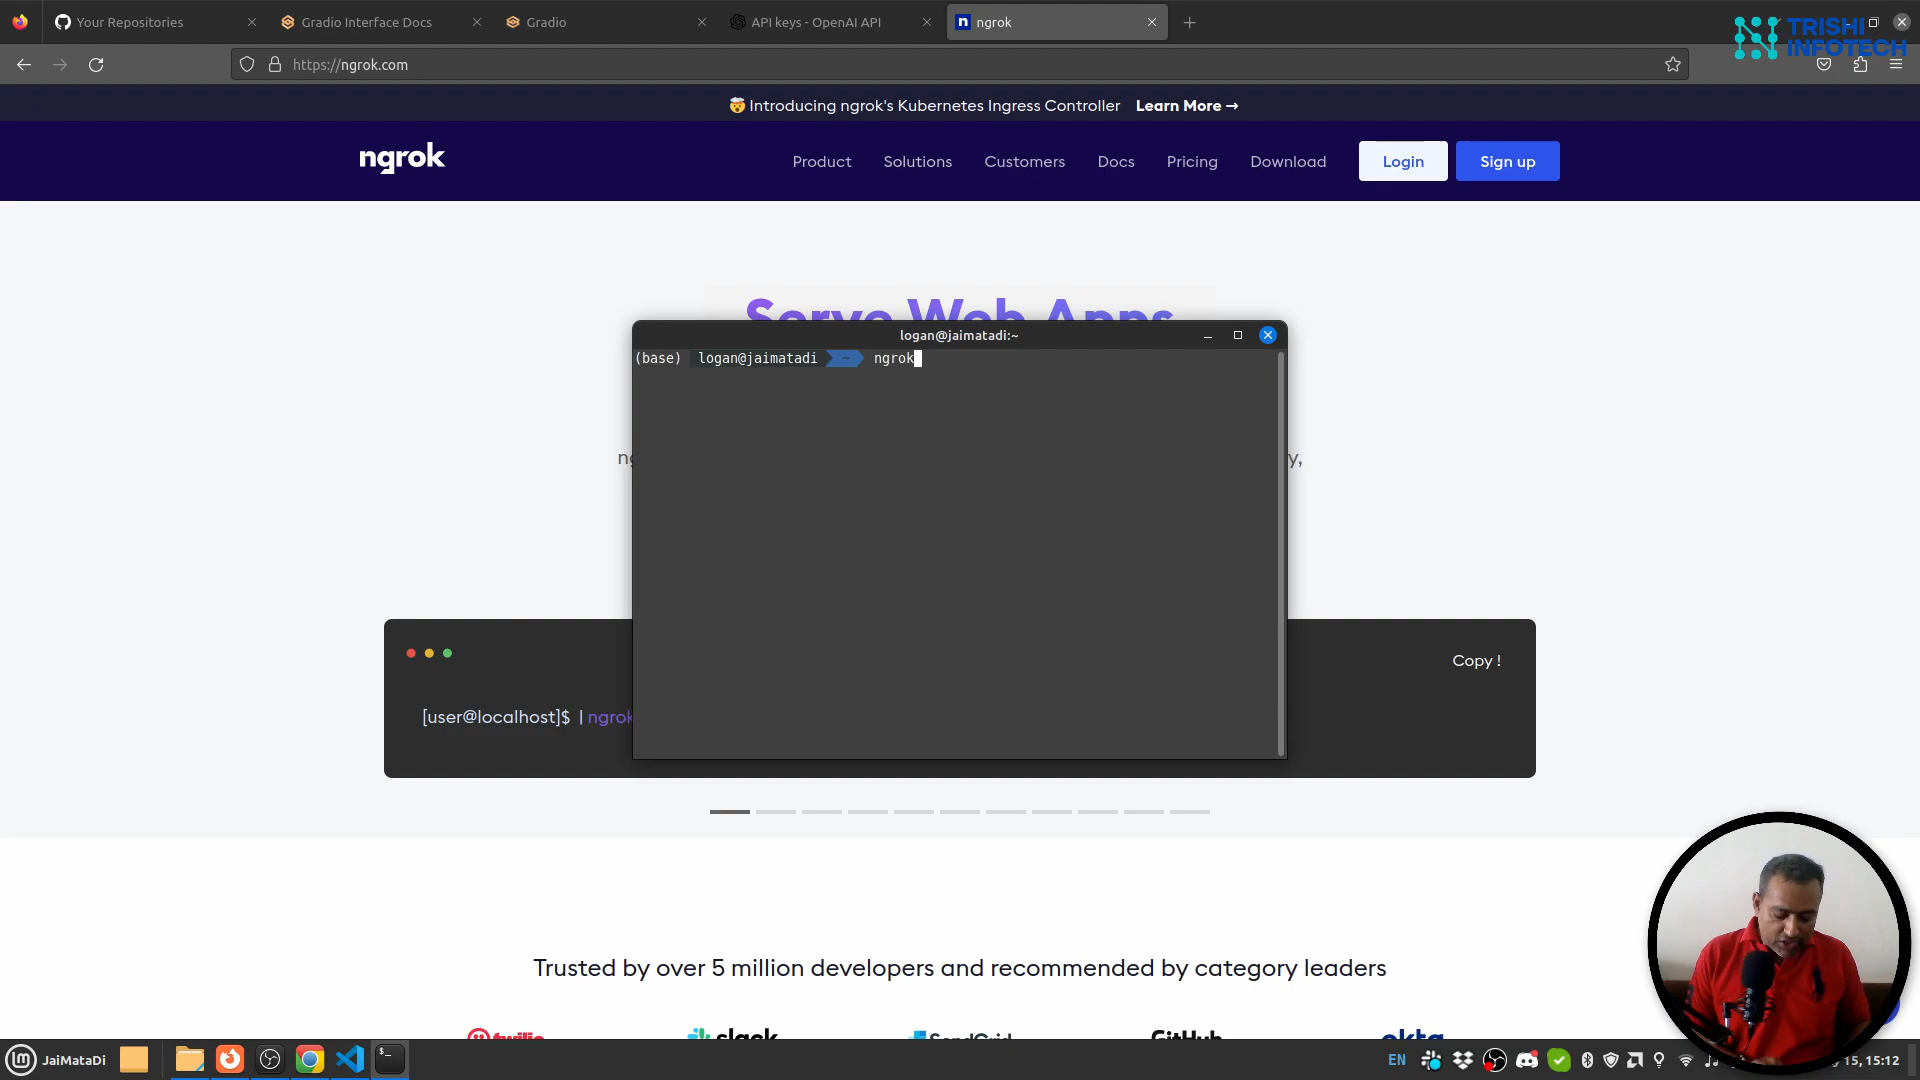 Your Repositories
Gradio Interface Docs
Gradio
API keys - OpenAI API
ngrok
TRISHI
INFOTECH
https://ngrok.com
🤯 Introducing ngrok's Kubernetes Ingress Controller Learn More →
ngrok
Product
Solutions
Customers
Docs
Pricing
Download
Login
Sign up
Serve Web Apps
logan@jaimatadi:~
(base) logan@jaimatadi ~ ngrok
y,
Copy !
[user@localhost]$ | ngrok
Trusted by over 5 million developers and recommended by category leaders
twilio
slack
SendGrid
GitHub
okta
JaiMataDi
EN
15, 15:12